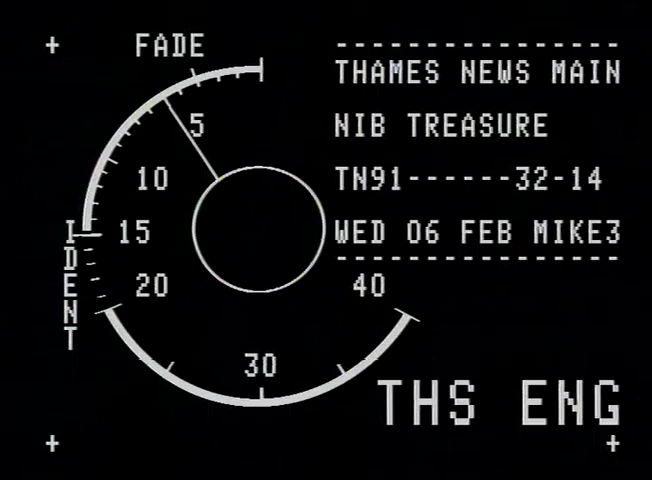 FADE
THAMES NEWS MAIN
NIB TREASURE
TN91------32-14
WED 06 FEB MIKE3
5
10
15
20
30
40
IDENT
THS ENG